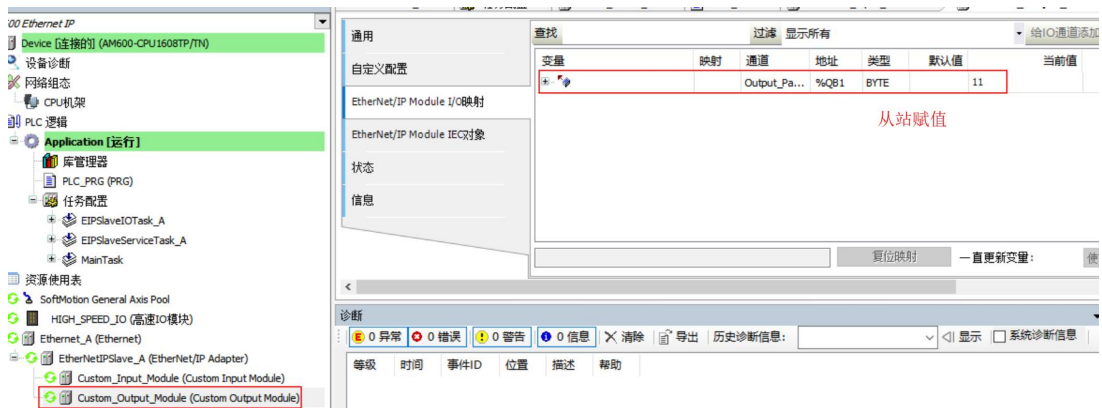 00 Ethernet IP
Device [连接的] (AM600-CPU1608TP/TN)
设备诊断
网络组态
CPU机架
PLC 逻辑
Application [运行]
库管理器
PLC_PRG (PRG)
任务配置
EIPSlaveIOTask_A
EIPSlaveServiceTask_A
MainTask
资源使用表
SoftMotion General Axis Pool
HIGH_SPEED_IO (高速IO模块)
Ethernet_A (Ethernet)
EtherNetIPSlave_A (EtherNet/IP Adapter)
Custom_Input_Module (Custom Input Module)
Custom_Output_Module (Custom Output Module)
通用
自定义配置
EtherNet/IP Module I/O映射
EtherNet/IP Module IEC对象
状态
信息
查找 过滤 显示所有 给IO通道添加
变量 映射 通道 地址 类型 默认值 当前值
Output_Pa... %QB1 BYTE 11
从站赋值
复位映射 一直更新变量: 使
诊断
0 异常 0 错误 0 警告 0 信息 清除 导出 历史诊断信息: 显示 系统诊断信息
等级 时间 事件ID 位置 描述 帮助